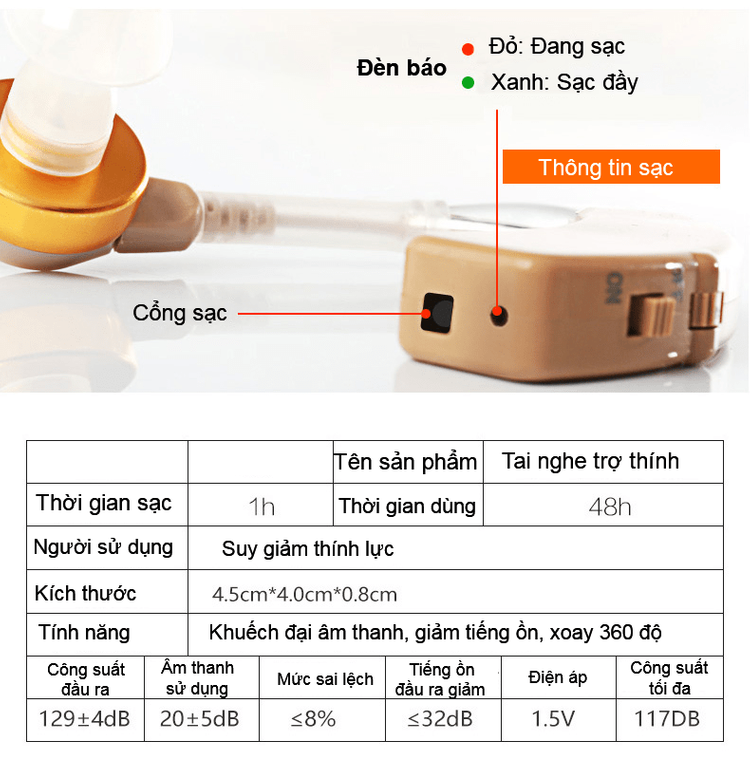 Đèn báo
Đỏ: Đang sạc
Xanh: Sạc đầy
Thông tin sạc
Cổng sạc
OFF
ON
Tên sản phẩm Tai nghe trợ thính
Thời gian sạc 1h Thời gian dùng 48h
Người sử dụng Suy giảm thính lực
Kích thước 4.5cm*4.0cm*0.8cm
Tính năng Khuếch đại âm thanh, giảm tiếng ồn, xoay 360 độ
Công suất đầu ra Âm thanh sử dụng Mức sai lệch Tiếng ồn đầu ra giảm Điện áp Công suất tối đa
129±4dB 20±5dB ≤8% ≤32dB 1.5V 117DB